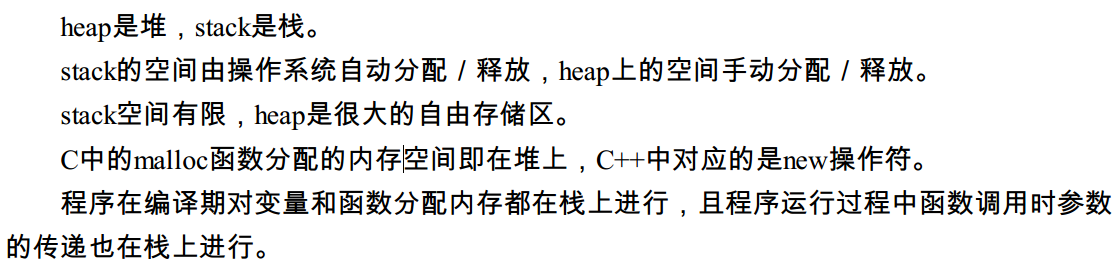 heap是堆，stack是栈。
stack的空间由操作系统自动分配／释放，heap上的空间手动分配／释放。
stack空间有限，heap是很大的自由存储区。
C中的malloc函数分配的内存空间即在堆上，C++中对应的是new操作符。
程序在编译期对变量和函数分配内存都在栈上进行，且程序运行过程中函数调用时参数
的传递也在栈上进行。